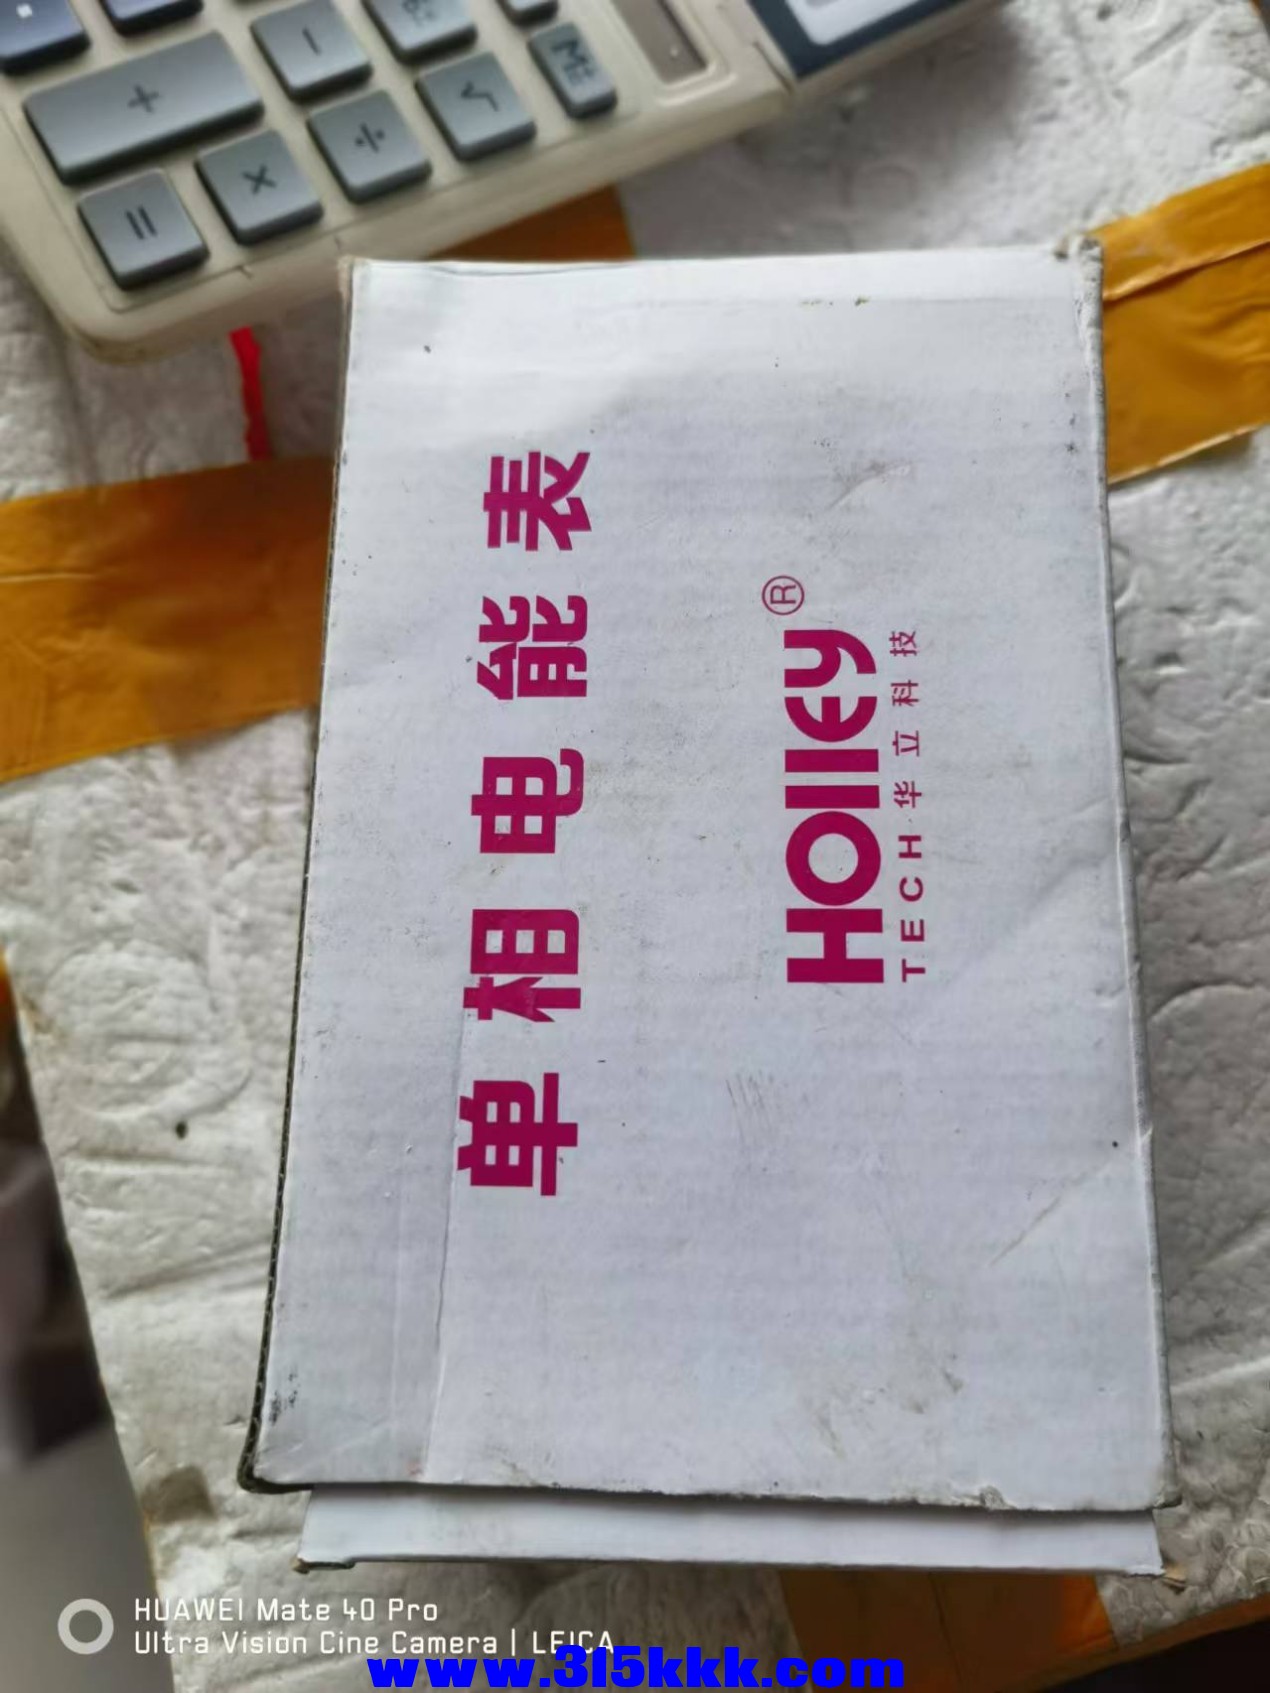 +
-
M±
√
÷
×
=
单相电能表
Holley®
TECH·华立科技
HUAWEI Mate 40 Pro
Ultra Vision Cine Camera | LEICA
www.315kkk.com